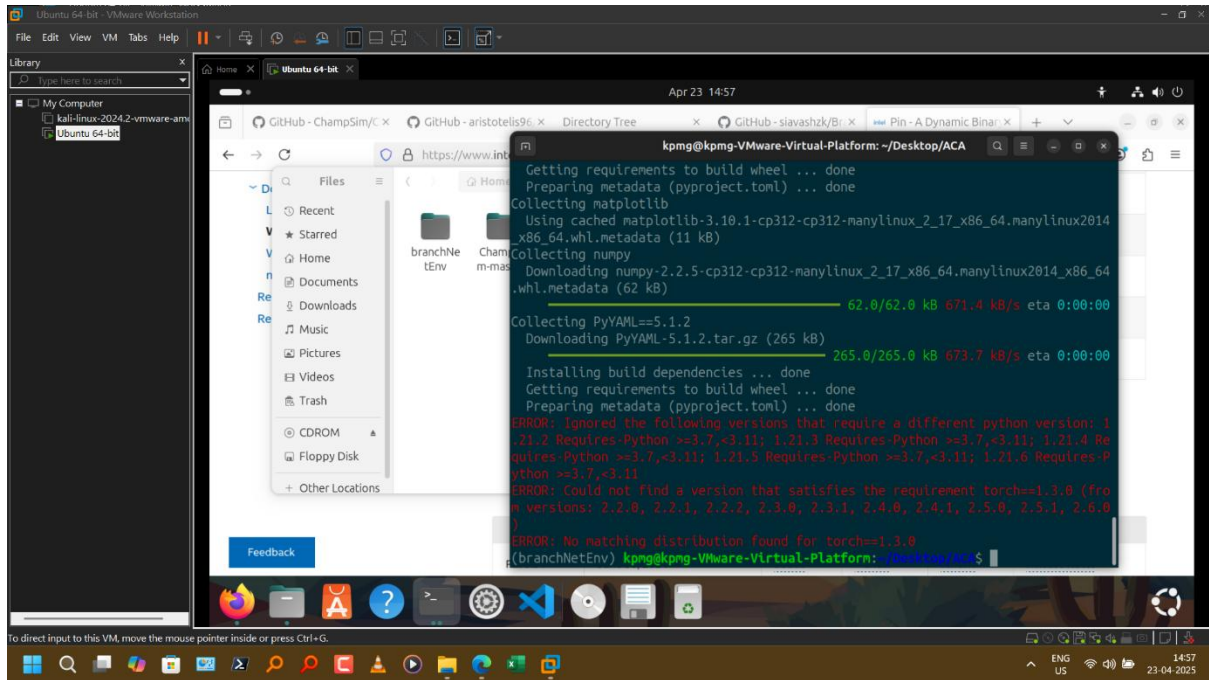 Ubuntu 64-bit - VMware Workstation
File Edit View VM Tabs Help
Library
Type here to search
My Computer
kali-linux-2024.2-vmware-am
Ubuntu 64-bit
Home
Ubuntu 64-bit
Apr 23 14:57
GitHub - ChampSim/C
GitHub - aristotelis96
Directory Tree
GitHub - siavashzk/Br
Pin - A Dynamic Binar
https://www.int
Files
Home
Recent
Starred
Home
Documents
Downloads
Music
Pictures
Videos
Trash
CDROM
Floppy Disk
Other Locations
branchNe
tEnv
Cham
m-mas
Feedback
kpmg@kpmg-VMware-Virtual-Platform: ~/Desktop/ACA
Getting requirements to build wheel ... done
Preparing metadata (pyproject.toml) ... done
Collecting matplotlib
Using cached matplotlib-3.10.1-cp312-cp312-manylinux_2_17_x86_64.manylinux2014
_x86_64.whl.metadata (11 kB)
Collecting numpy
Downloading numpy-2.2.5-cp312-cp312-manylinux_2_17_x86_64.manylinux2014_x86_64
.whl.metadata (62 kB)
62.0/62.0 kB 671.4 kB/s eta 0:00:00
Collecting PyYAML==5.1.2
Downloading PyYAML-5.1.2.tar.gz (265 kB)
265.0/265.0 kB 673.7 kB/s eta 0:00:00
Installing build dependencies ... done
Getting requirements to build wheel ... done
Preparing metadata (pyproject.toml) ... done
ERROR: Ignored the following versions that require a different python version: 1
.21.2 Requires-Python >=3.7,<3.11; 1.21.3 Requires-Python >=3.7,<3.11; 1.21.4 Re
quires-Python >=3.7,<3.11; 1.21.5 Requires-Python >=3.7,<3.11; 1.21.6 Requires-P
ython >=3.7,<3.11
ERROR: Could not find a version that satisfies the requirement torch==1.3.0 (fro
m versions: 2.2.0, 2.2.1, 2.2.2, 2.3.0, 2.3.1, 2.4.0, 2.4.1, 2.5.0, 2.5.1, 2.6.0
)
ERROR: No matching distribution found for torch==1.3.0
(branchNetEnv) kpmg@kpmg-VMware-Virtual-Platform:~/Desktop/ACA$
To direct input to this VM, move the mouse pointer inside or press Ctrl+G.
ENG
US
14:57
23-04-2025